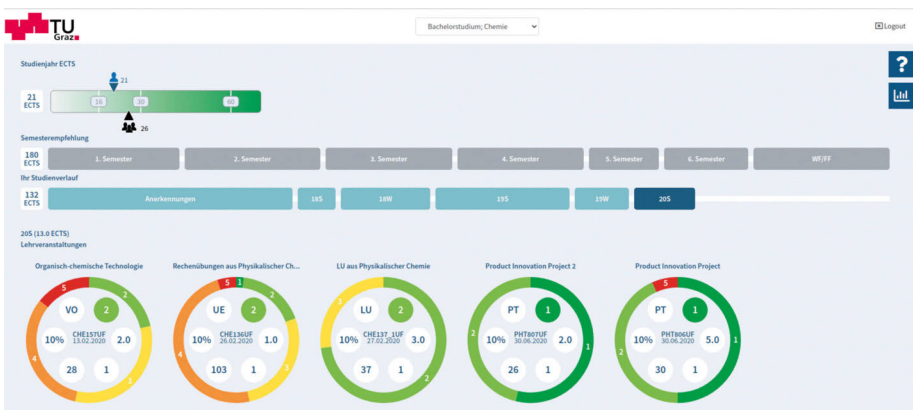 TU
Graz
Bachelorstudium; Chemie
Logout
Studienjahr ECTS
21
21
ECTS
16
30
60
26
Semesterempfehlung
180
ECTS
1. Semester
2. Semester
3. Semester
4. Semester
5. Semester
6. Semester
WF/FF
Ihr Studienverlauf
132
ECTS
Anerkennungen
18S
18W
19S
19W
20S
20S (13.0 ECTS)
Lehrveranstaltungen
Organisch-chemische Technologie
5
2
VO
2
10%
CHE157UF
13.02.2020
2.0
4
28
1
3
Rechenübungen aus Physikalischer Ch...
5
1
2
UE
2
10%
CHE136UF
26.02.2020
1.0
4
103
1
3
LU aus Physikalischer Chemie
3
LU
2
10%
CHE137_1UF
27.02.2020
3.0
37
1
2
Product Innovation Project 2
PT
1
2
10%
PHT807UF
30.06.2020
2.0
1
26
1
Product Innovation Project
5
PT
1
2
10%
PHT806UF
30.06.2020
5.0
1
30
1
?